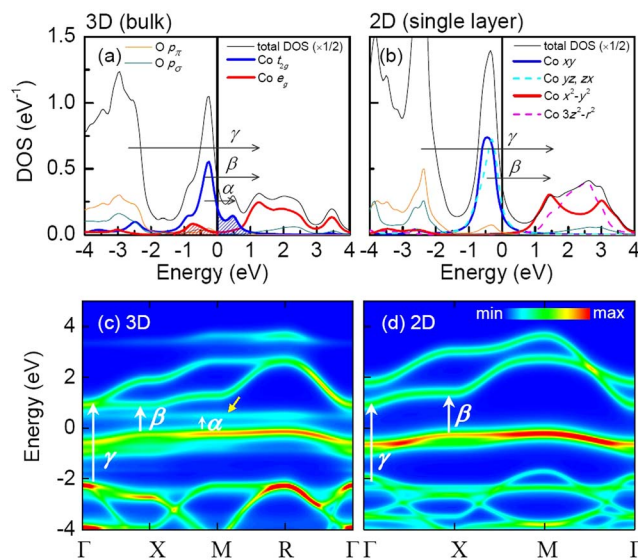 3D (bulk)
2D (single layer)
(a)
O pπ
O pσ
total DOS (×1/2)
Co t2g
Co eg
γ
β
α
(b)
O pπ
O pσ
total DOS (×1/2)
Co xy
Co yz, zx
Co x²-y²
Co 3z²-r²
γ
β
DOS (eV⁻¹)
1.5
1.0
0.5
0.0
-4 -3 -2 -1 0 1 2 3 4
-4 -3 -2 -1 0 1 2 3 4
Energy (eV)
Energy (eV)
(c) 3D
(d) 2D
min max
Energy (eV)
4
2
0
-2
-4
γ
β
α
γ
β
Γ X M R Γ
Γ X M Γ